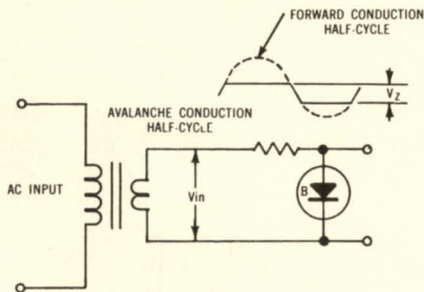 FORWARD CONDUCTION
HALF-CYCLE
Vz
AVALANCHE CONDUCTION
HALF-CYCLE
AC INPUT
Vin
B